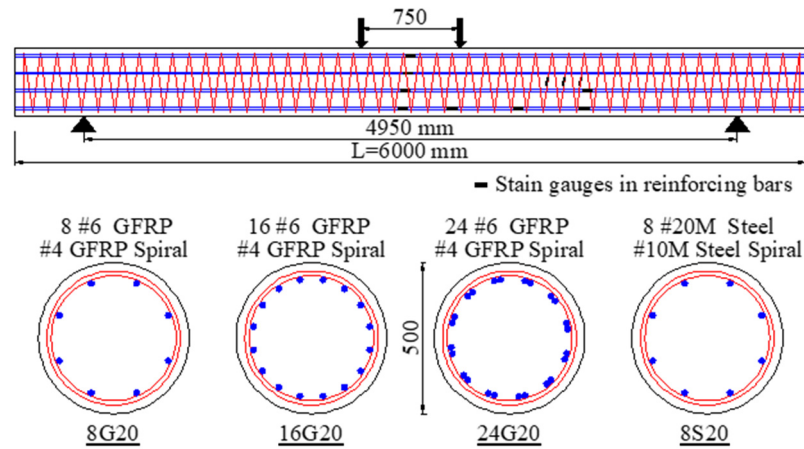 750
4950 mm
L=6000 mm
Stain gauges in reinforcing bars
8 #6 GFRP
#4 GFRP Spiral
16 #6 GFRP
#4 GFRP Spiral
24 #6 GFRP
#4 GFRP Spiral
8 #20M Steel
#10M Steel Spiral
500
8G20
16G20
24G20
8S20